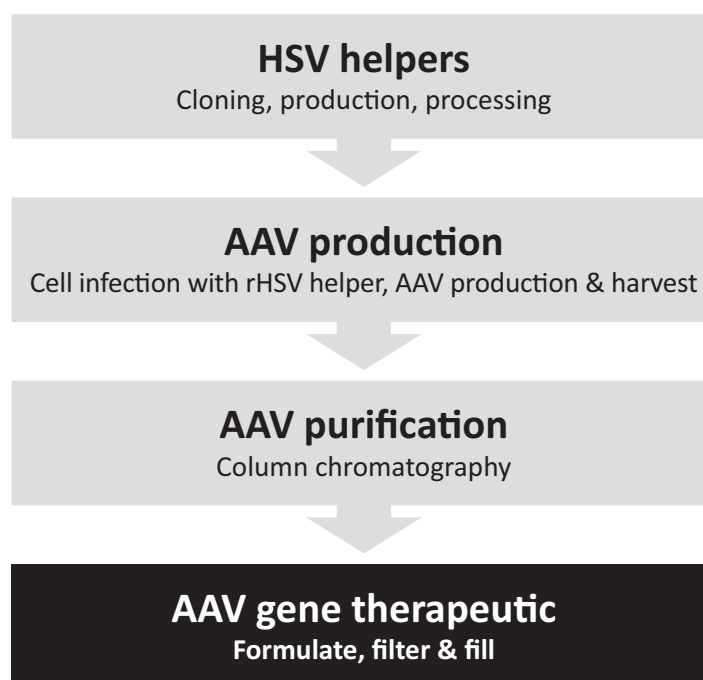 HSV helpers
Cloning, production, processing
AAV production
Cell infection with rHSV helper, AAV production & harvest
AAV purification
Column chromatography
AAV gene therapeutic
Formulate, filter & fill